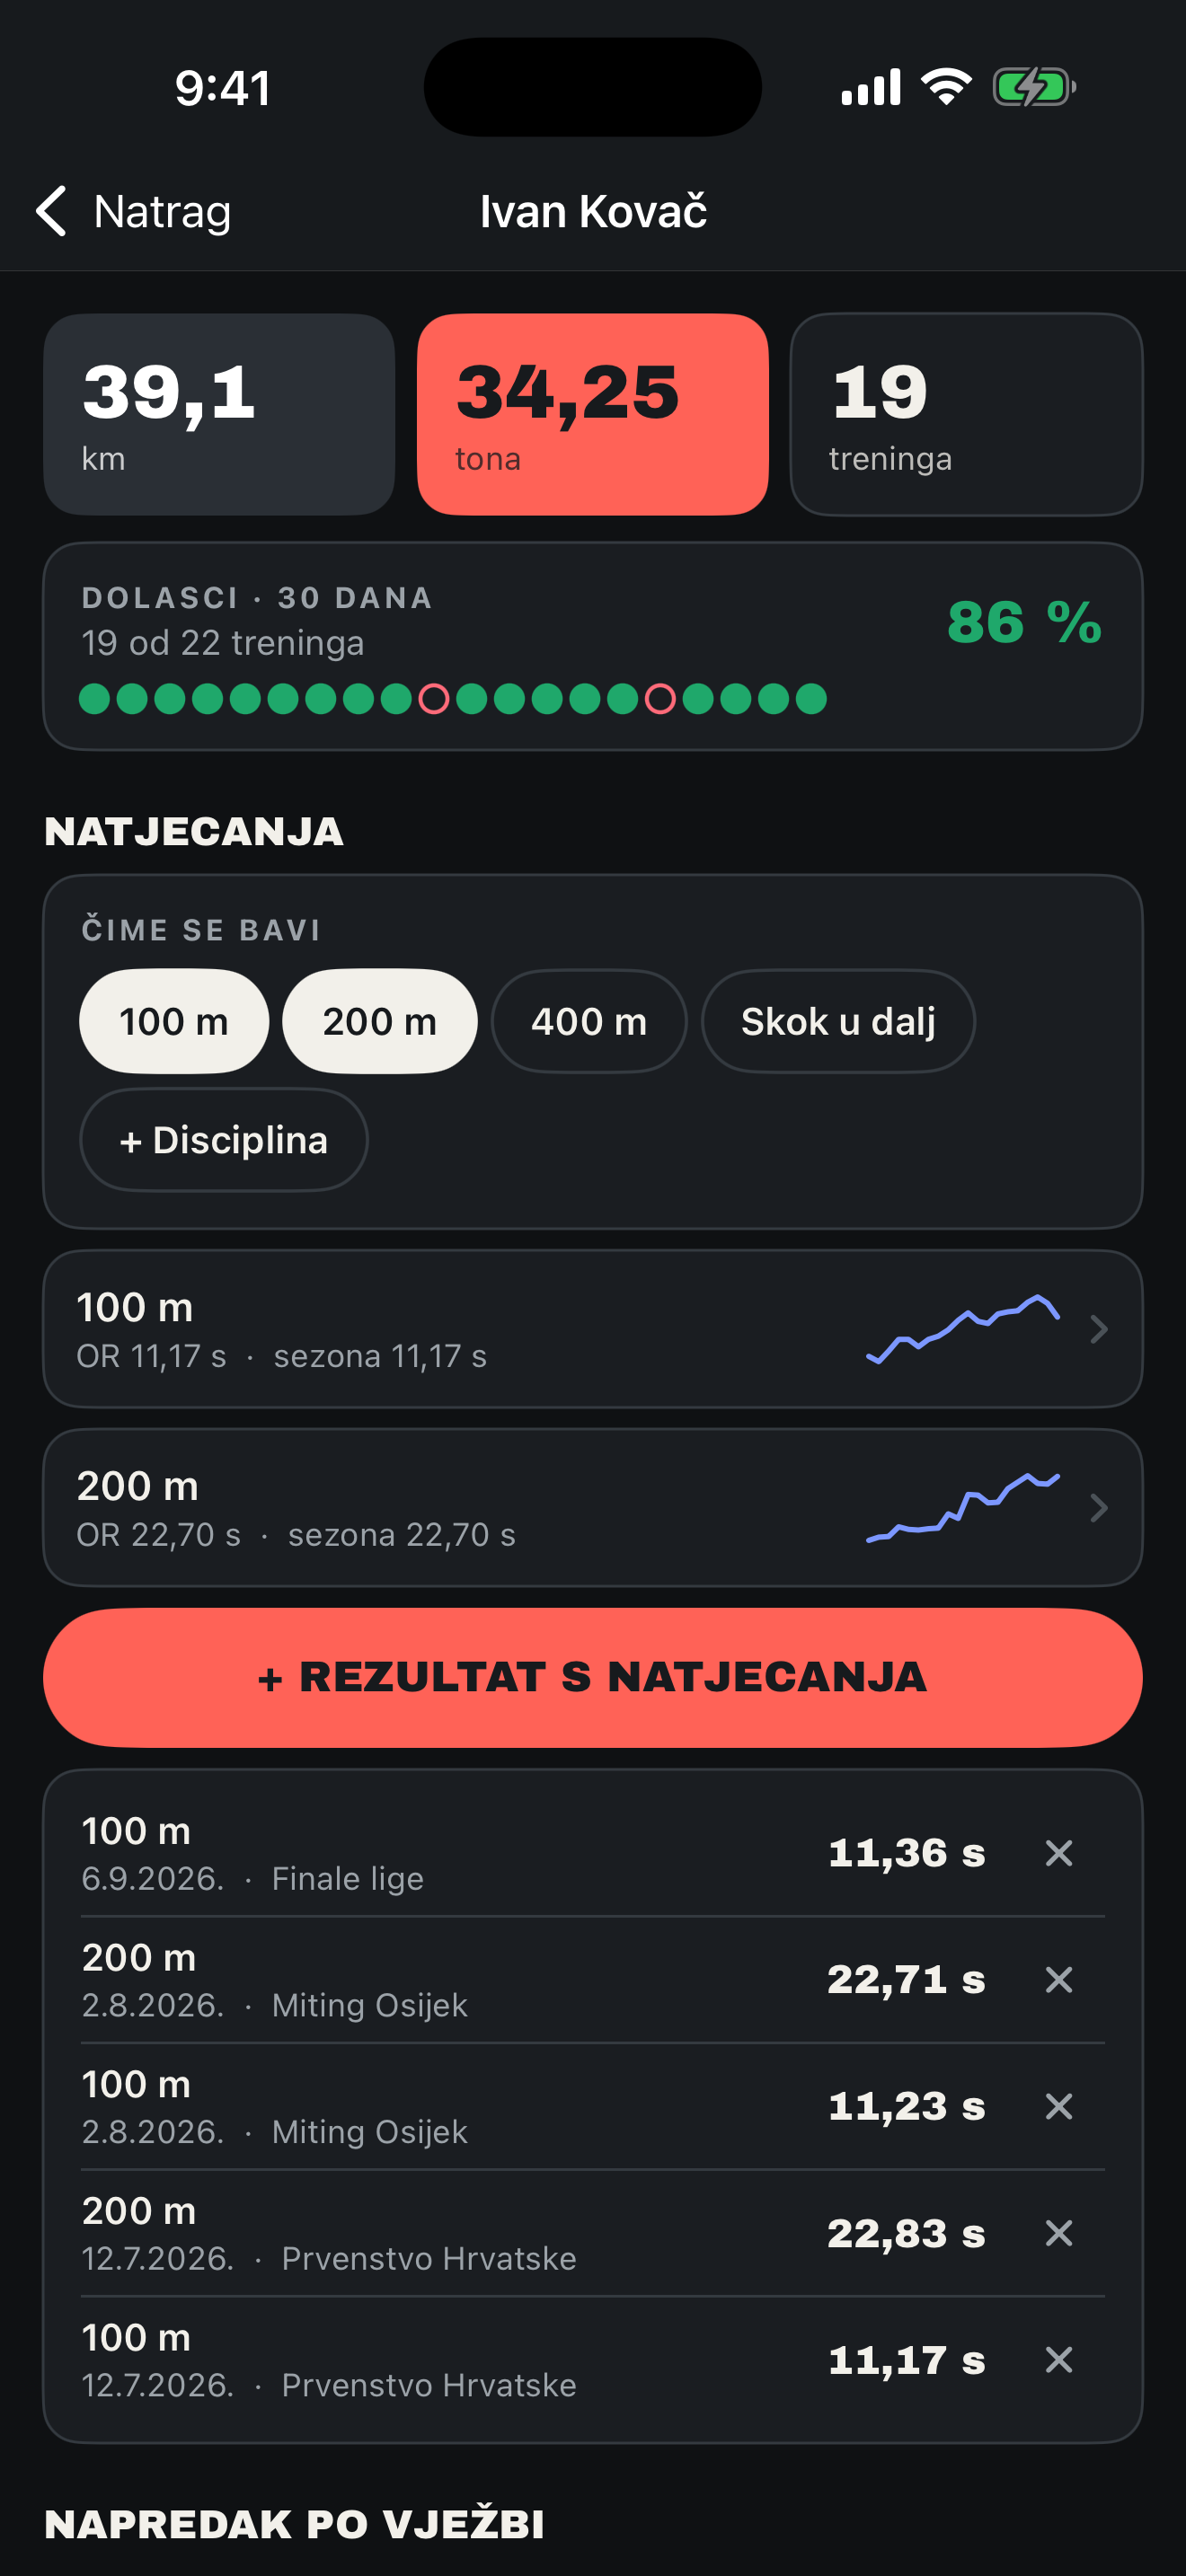 9:41
Natrag
Ivan Kovač
39,1
km
34,25
tona
19
treninga
DOLASCI · 30 DANA
19 od 22 treninga
86 %
NATJECANJA
ČIME SE BAVI
100 m
200 m
400 m
Skok u dalj
+ Disciplina
100 m
OR 11,17 s · sezona 11,17 s
200 m
OR 22,70 s · sezona 22,70 s
+ REZULTAT S NATJECANJA
100 m
6.9.2026. · Finale lige
11,36 s
200 m
2.8.2026. · Miting Osijek
22,71 s
100 m
2.8.2026. · Miting Osijek
11,23 s
200 m
12.7.2026. · Prvenstvo Hrvatske
22,83 s
100 m
12.7.2026. · Prvenstvo Hrvatske
11,17 s
NAPREDAK PO VJEŽBI